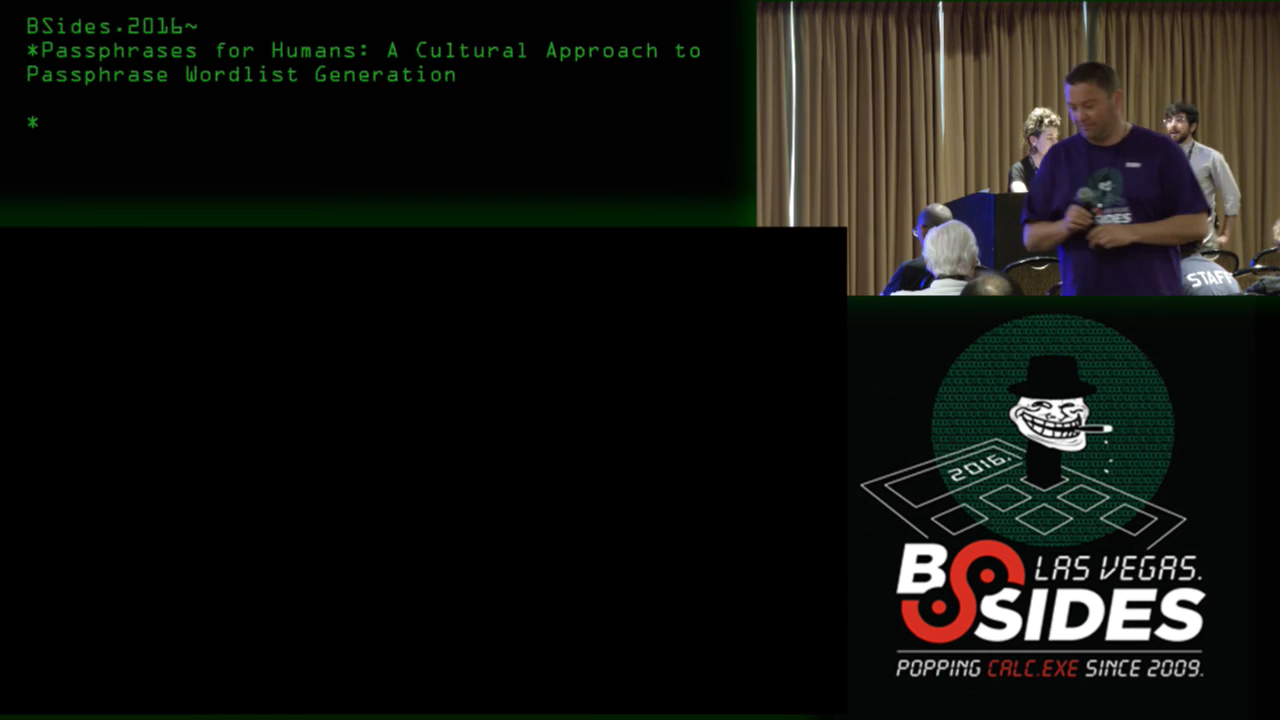 BSides.2016~
*Passphrases for Humans: A Cultural Approach to
Passphrase Wordlist Generation
*
SIDES
STAFF
2016.
BSIDES
LAS VEGAS.
POPPING CALC.EXE SINCE 2009.